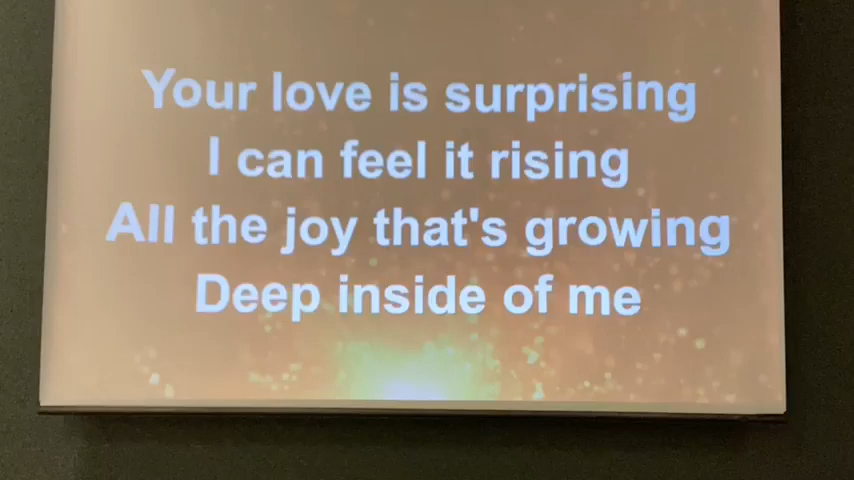 Your love is surprising
I can feel it rising
All the joy that's growing
Deep inside of me